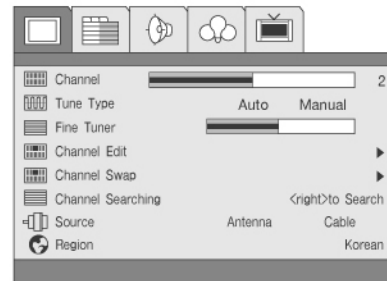 Channel 2
Tune Type Auto Manual
Fine Tuner
Channel Edit
Channel Swap
Channel Searching <right>to Search
Source Antenna Cable
Region Korean